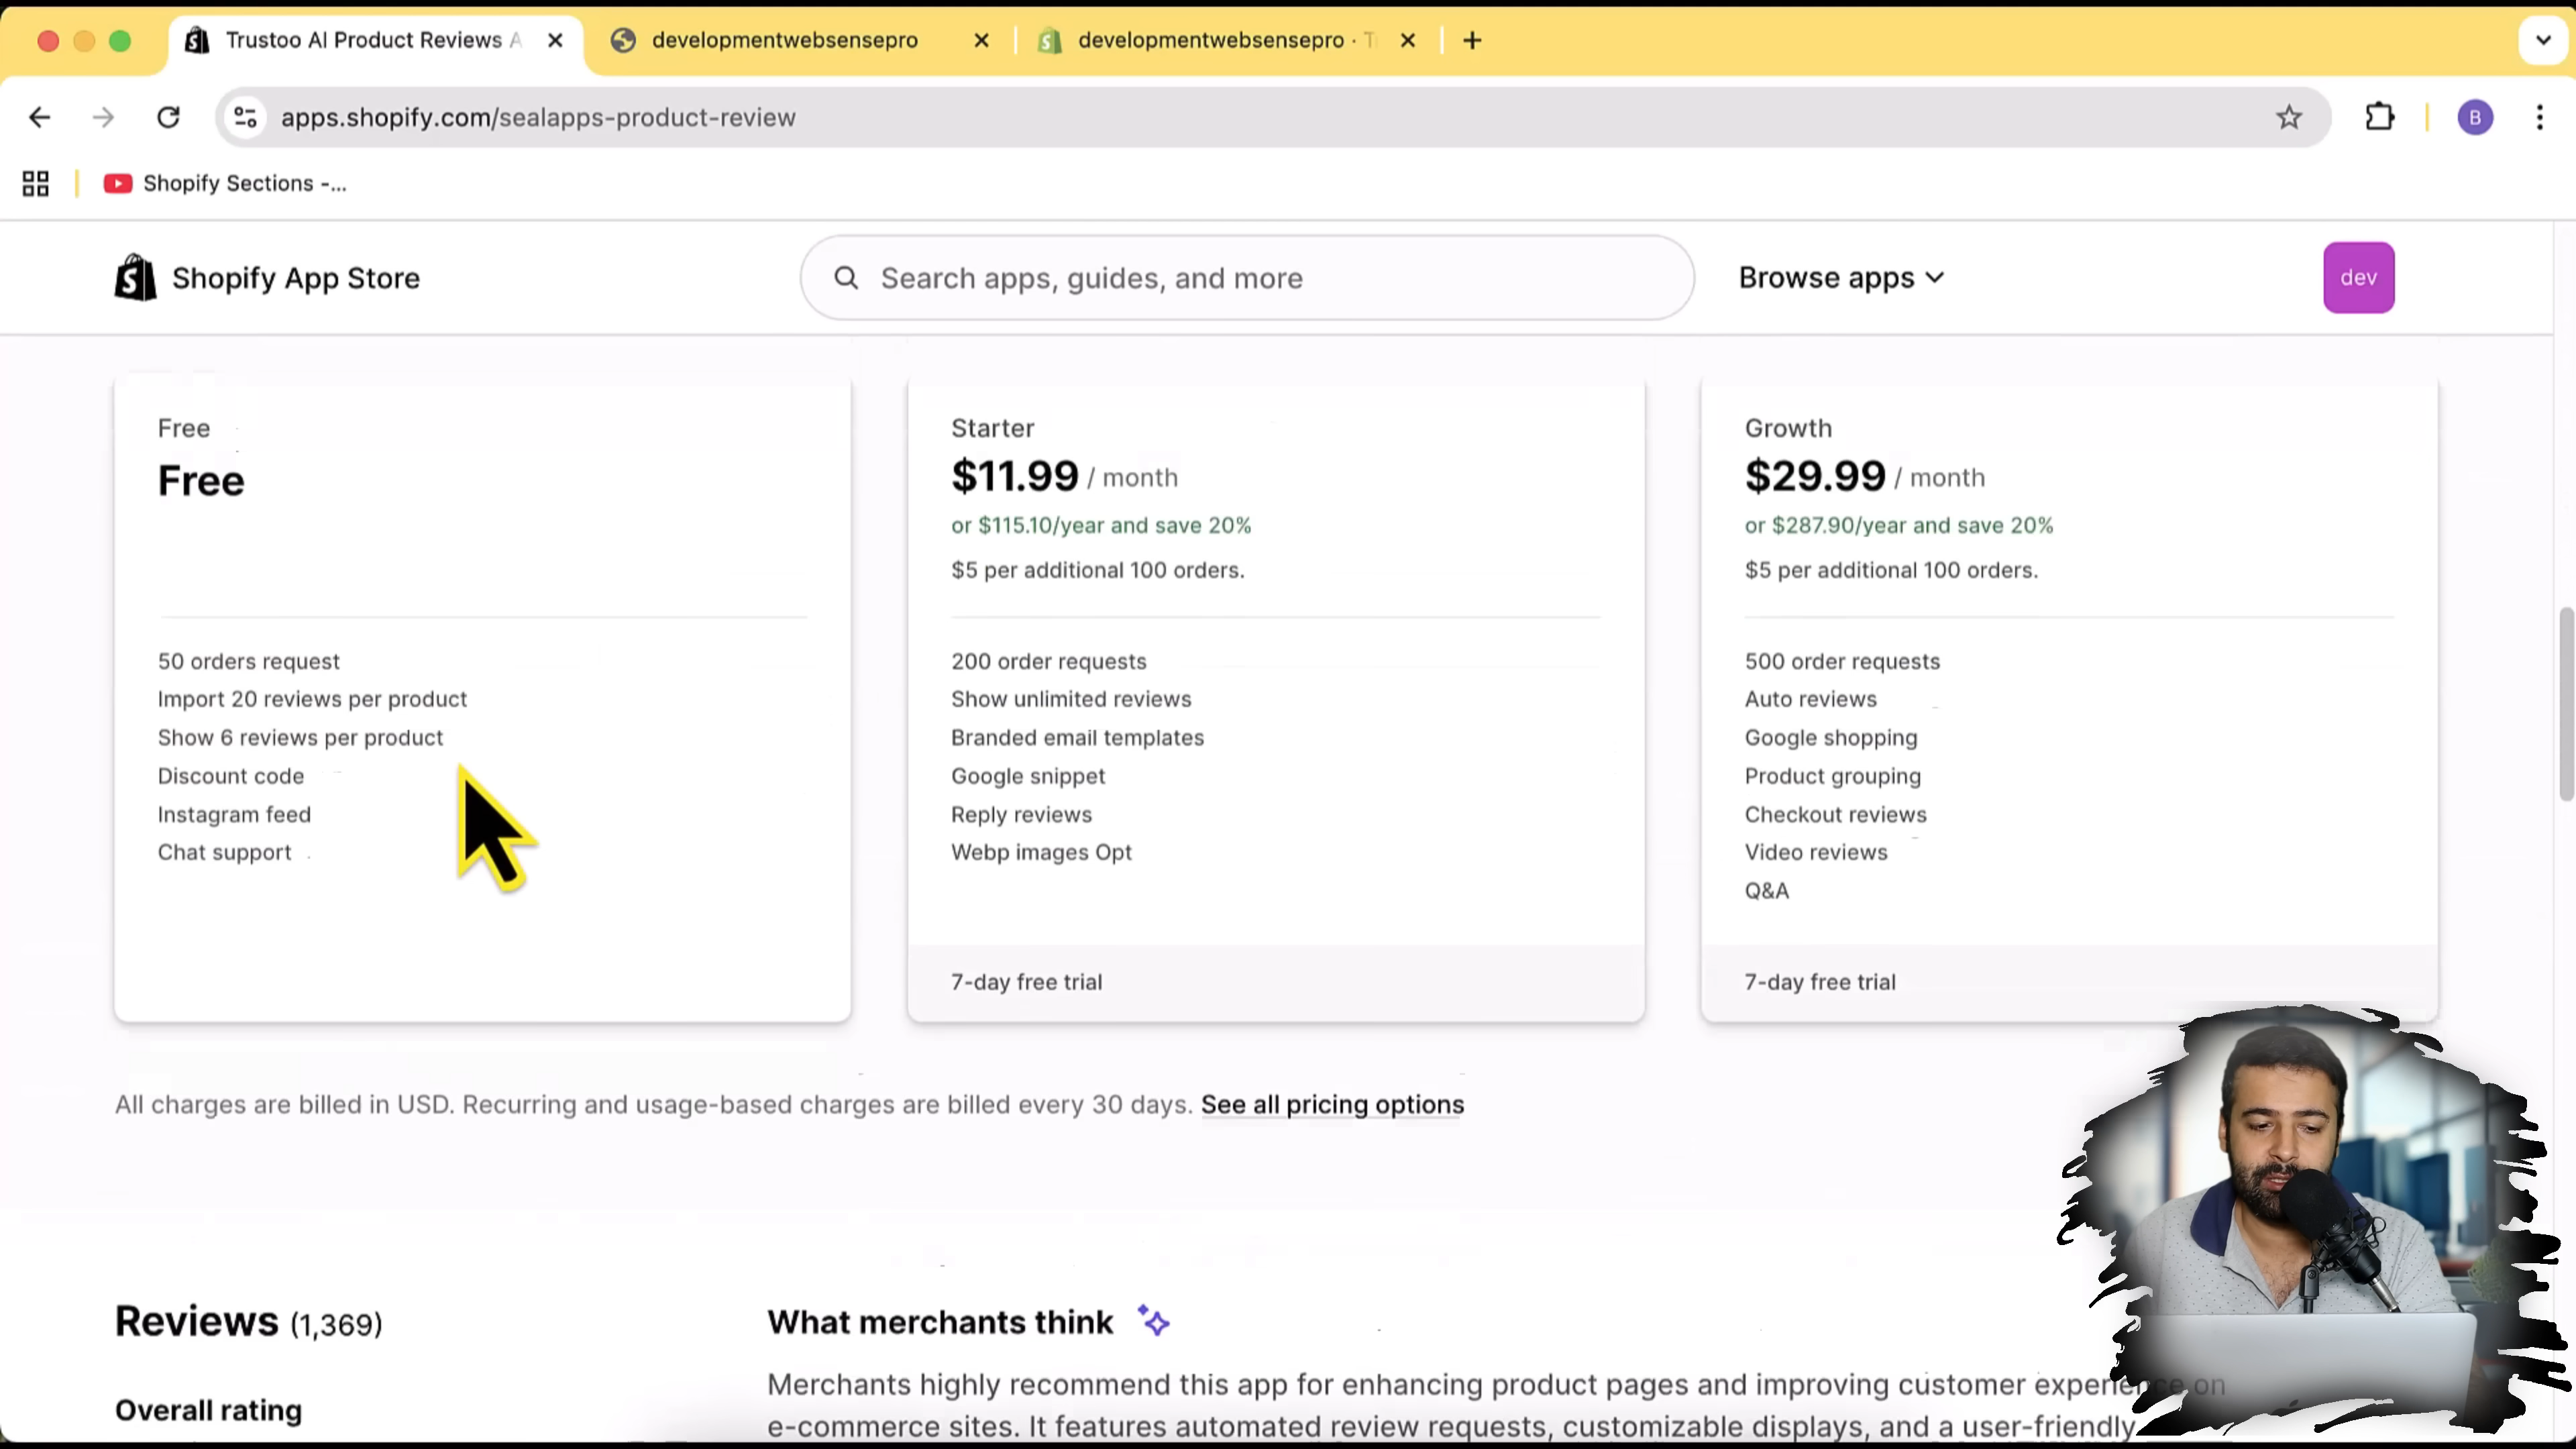 Trustoo AI Product Reviews A
developmentwebsensepro
developmentwebsensepro · T
apps.shopify.com/sealapps-product-review
B
Shopify Sections -...
Shopify App Store
Search apps, guides, and more
Browse apps
dev
Free
Free
50 orders request
Import 20 reviews per product
Show 6 reviews per product
Discount code
Instagram feed
Chat support
Starter
$11.99 / month
or $115.10/year and save 20%
$5 per additional 100 orders.
200 order requests
Show unlimited reviews
Branded email templates
Google snippet
Reply reviews
Webp images Opt
7-day free trial
Growth
$29.99 / month
or $287.90/year and save 20%
$5 per additional 100 orders.
500 order requests
Auto reviews
Google shopping
Product grouping
Checkout reviews
Video reviews
Q&A
7-day free trial
All charges are billed in USD. Recurring and usage-based charges are billed every 30 days. See all pricing options
Reviews (1,369)
Overall rating
What merchants think
Merchants highly recommend this app for enhancing product pages and improving customer experience on
e-commerce sites. It features automated review requests, customizable displays, and a user-friendly